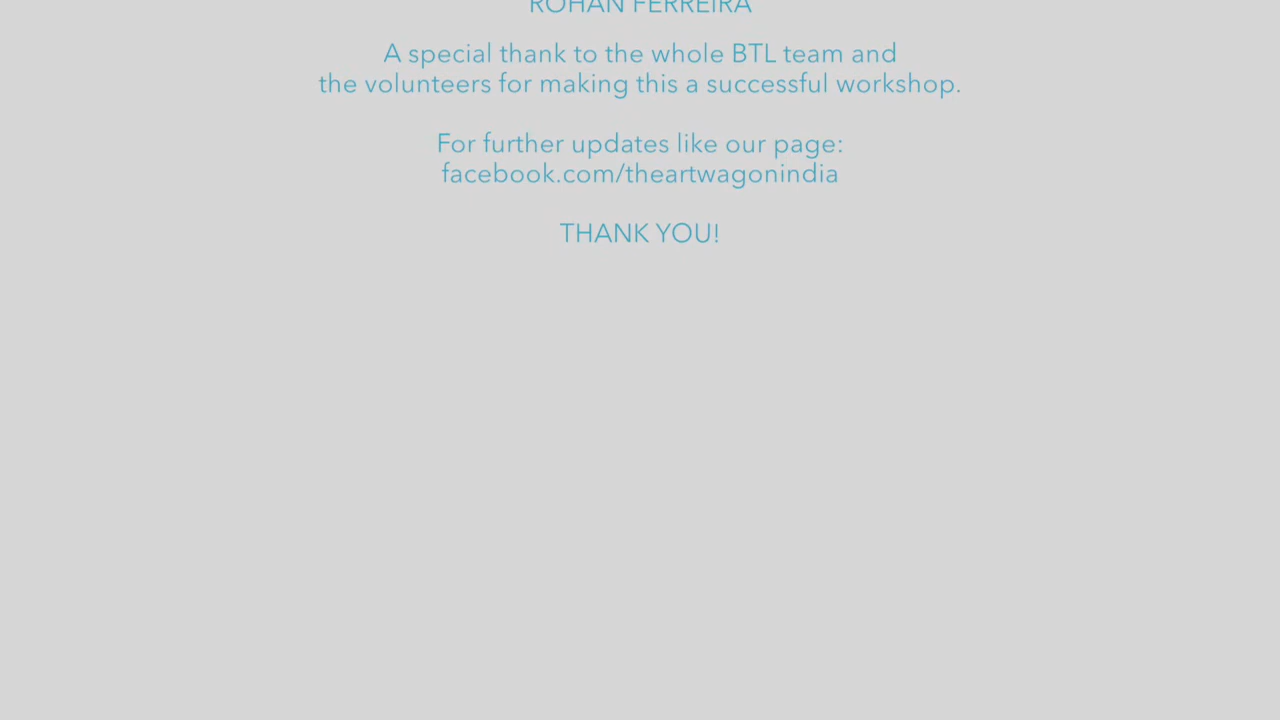 ROHAN FERREIRA
A special thank to the whole BTL team and
the volunteers for making this a successful workshop.
For further updates like our page:
facebook.com/theartwagonindia
THANK YOU!